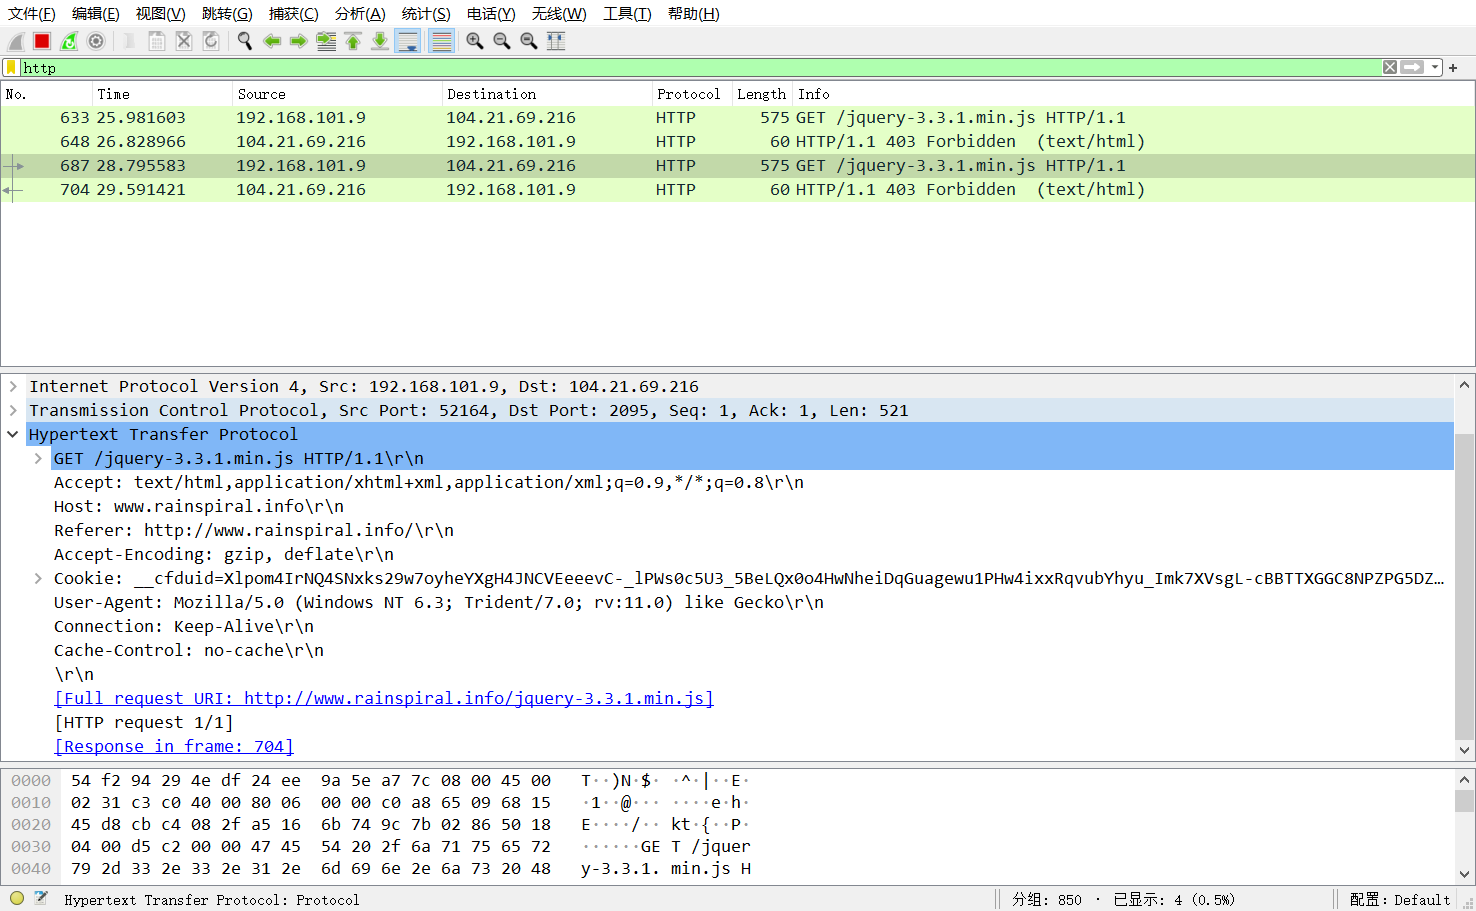 文件(F) 编辑(E) 视图(V) 跳转(G) 捕获(C) 分析(A) 统计(S) 电话(Y) 无线(W) 工具(T) 帮助(H)
http
No. Time Source Destination Protocol Length Info
633 25.981603 192.168.101.9 104.21.69.216 HTTP 575 GET /jquery-3.3.1.min.js HTTP/1.1
648 26.828966 104.21.69.216 192.168.101.9 HTTP 60 HTTP/1.1 403 Forbidden (text/html)
687 28.795583 192.168.101.9 104.21.69.216 HTTP 575 GET /jquery-3.3.1.min.js HTTP/1.1
704 29.591421 104.21.69.216 192.168.101.9 HTTP 60 HTTP/1.1 403 Forbidden (text/html)
Internet Protocol Version 4, Src: 192.168.101.9, Dst: 104.21.69.216
Transmission Control Protocol, Src Port: 52164, Dst Port: 2095, Seq: 1, Ack: 1, Len: 521
Hypertext Transfer Protocol
GET /jquery-3.3.1.min.js HTTP/1.1\r\n
Accept: text/html,application/xhtml+xml,application/xml;q=0.9,*/*;q=0.8\r\n
Host: www.rainspiral.info\r\n
Referer: http://www.rainspiral.info/\r\n
Accept-Encoding: gzip, deflate\r\n
Cookie: __cfduid=Xlpom4IrNQ4SNxks29w7oyheYXgH4JNCVEeeevC-_lPWs0c5U3_5BeLQx0o4HwNheiDqGuagewu1PHw4ixxRqvubYhyu_Imk7XVsgL-cBBTTXGGC8NPZPG5DZ…
User-Agent: Mozilla/5.0 (Windows NT 6.3; Trident/7.0; rv:11.0) like Gecko\r\n
Connection: Keep-Alive\r\n
Cache-Control: no-cache\r\n
\r\n
[Full request URI: http://www.rainspiral.info/jquery-3.3.1.min.js]
[HTTP request 1/1]
[Response in frame: 704]
0000 54 f2 94 29 4e df 24 ee 9a 5e a7 7c 08 00 45 00 T··)N·$· ·^·|··E·
0010 02 31 c3 c0 40 00 80 06 00 00 c0 a8 65 09 68 15 ·1··@··· ····e·h·
0020 45 d8 cb c4 08 2f a5 16 6b 74 9c 7b 02 86 50 18 E····/·· kt·{··P·
0030 04 00 d5 c2 00 00 47 45 54 20 2f 6a 71 75 65 72 ······GE T /jquer
0040 79 2d 33 2e 33 2e 31 2e 6d 69 6e 2e 6a 73 20 48 y-3.3.1. min.js H
Hypertext Transfer Protocol: Protocol 分组: 850 · 已显示: 4 (0.5%) 配置: Default